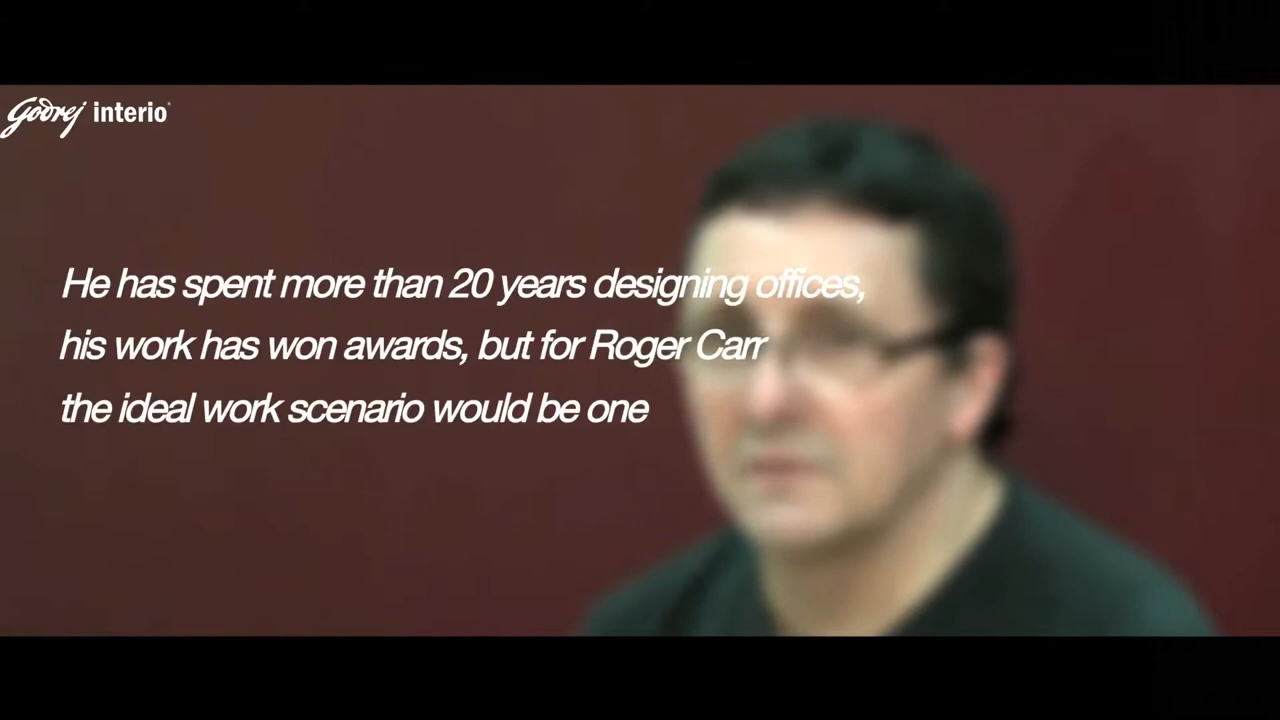 Godrej interio
He has spent more than 20 years designing offices,
his work has won awards, but for Roger Carr
the ideal work scenario would be one